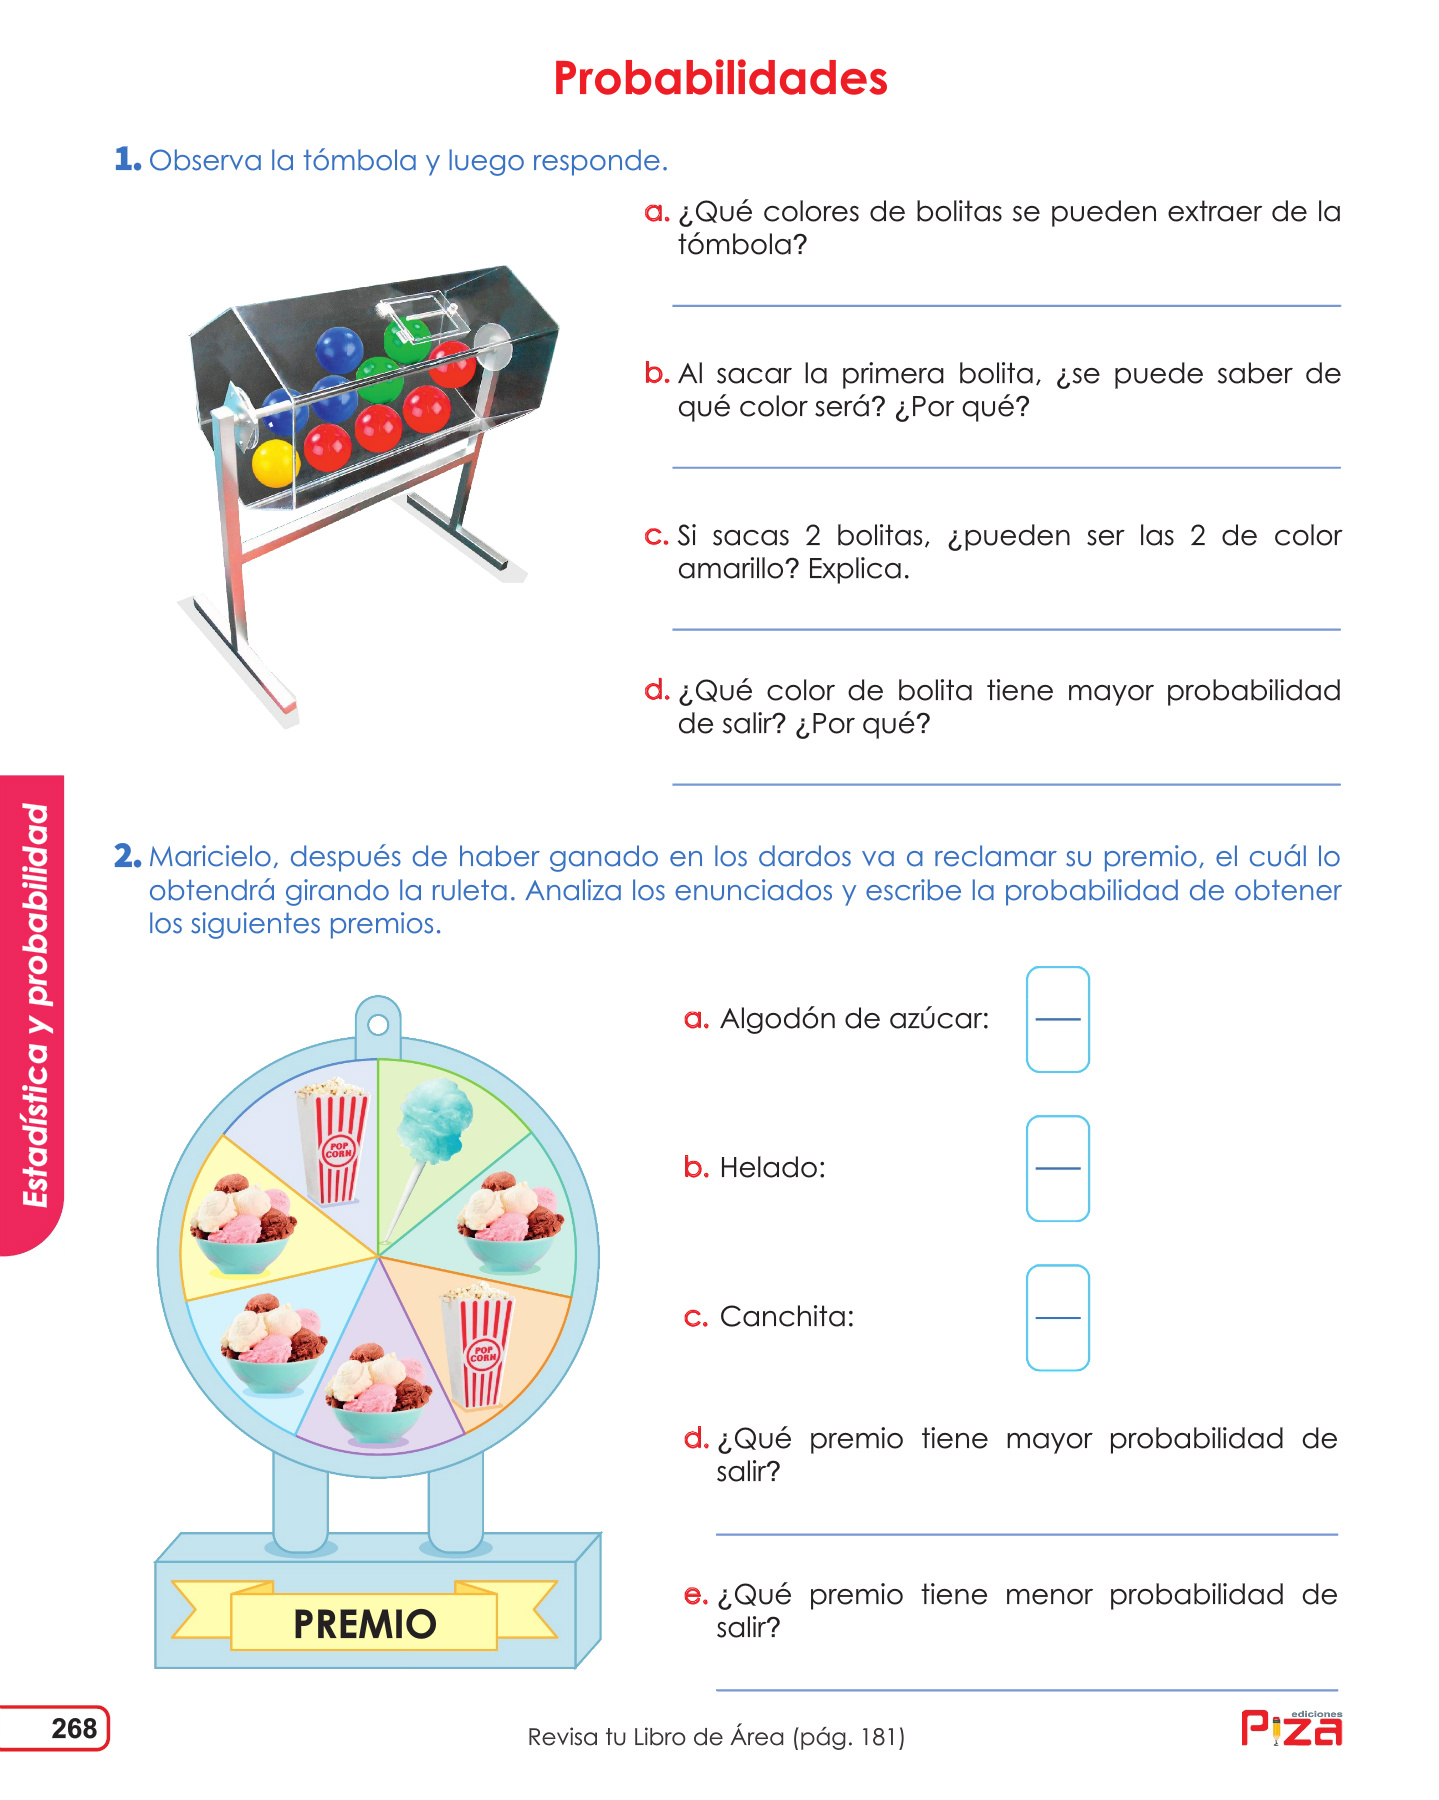 Probabilidades
1. Observa la tómbola y luego responde.
a. ¿Qué colores de bolitas se pueden extraer de la
tómbola?
b. Al sacar la primera bolita, ¿se puede saber de
qué color será? ¿Por qué?
c. Si sacas 2 bolitas, ¿pueden ser las 2 de color
amarillo? Explica.
d. ¿Qué color de bolita tiene mayor probabilidad
de salir? ¿Por qué?
Estadística y probabilidad
2. Maricielo, después de haber ganado en los dardos va a reclamar su premio, el cuál lo
obtendrá girando la ruleta. Analiza los enunciados y escribe la probabilidad de obtener
los siguientes premios.
POP
CORN
POP
CORN
PREMIO
a. Algodón de azúcar:
b. Helado:
c. Canchita:
d. ¿Qué premio tiene mayor probabilidad de
salir?
e. ¿Qué premio tiene menor probabilidad de
salir?
268
Revisa tu Libro de Área (pág. 181)
ediciones
Piza